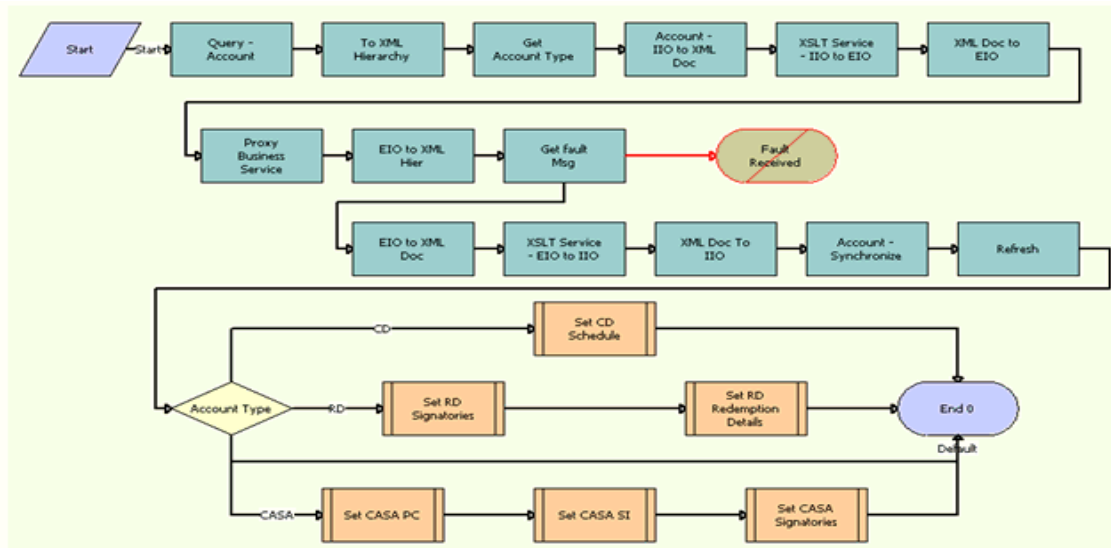 Start
Start
Query -
Account
To XML
Hierarchy
Get
Account Type
Account -
IIO to XML
Doc
XSLT Service
- IIO to EIO
XML Doc to
EIO
Proxy
Business
Service
EIO to XML
Hier
Get fault
Msg
Fault
Received
EIO to XML
Doc
XSLT Service
- EIO to IIO
XML Doc To
IIO
Account -
Synchronize
Refresh
CD
Set CD
Schedule
Account Type
RD
Set RD
Signatories
Set RD
Redemption
Details
End 0
Default
CASA
Set CASA PC
Set CASA SI
Set CASA
Signatories